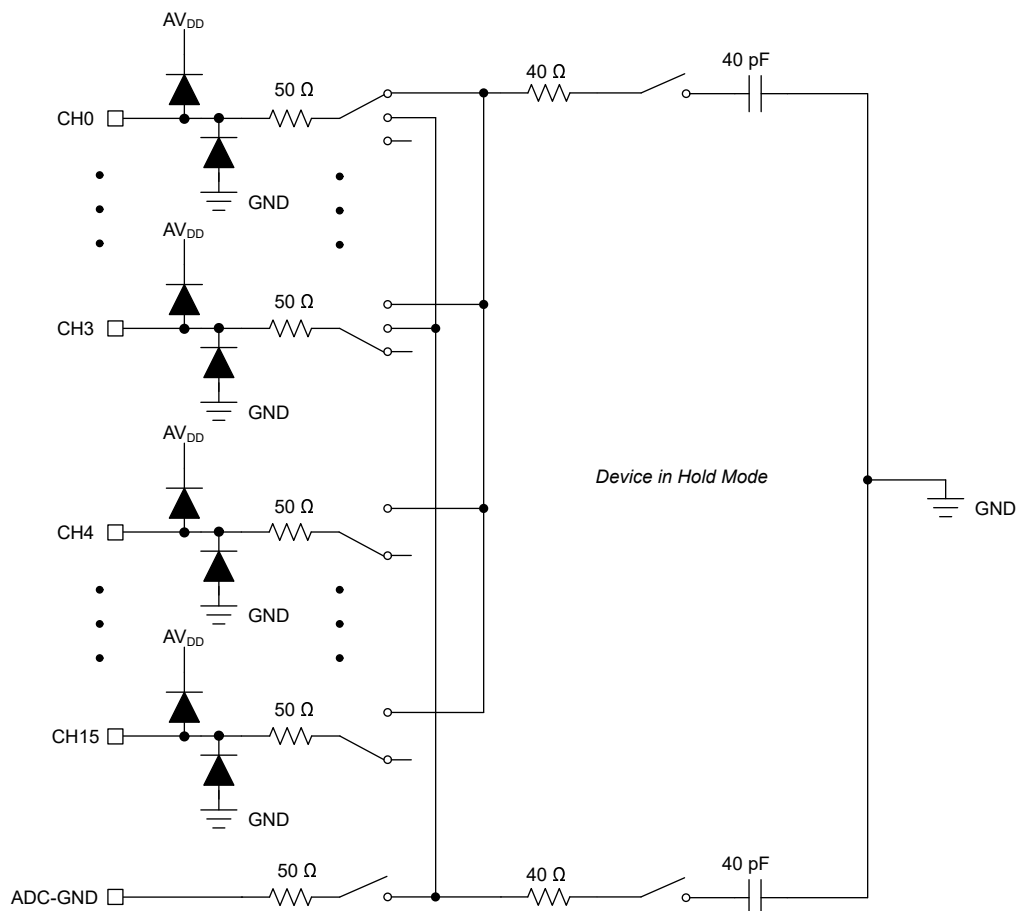 AVDD
50 Ω
40 Ω
40 pF
CH0
GND
AVDD
50 Ω
CH3
GND
AVDD
50 Ω
Device in Hold Mode
CH4
GND
GND
AVDD
50 Ω
CH15
GND
50 Ω
40 Ω
40 pF
ADC-GND